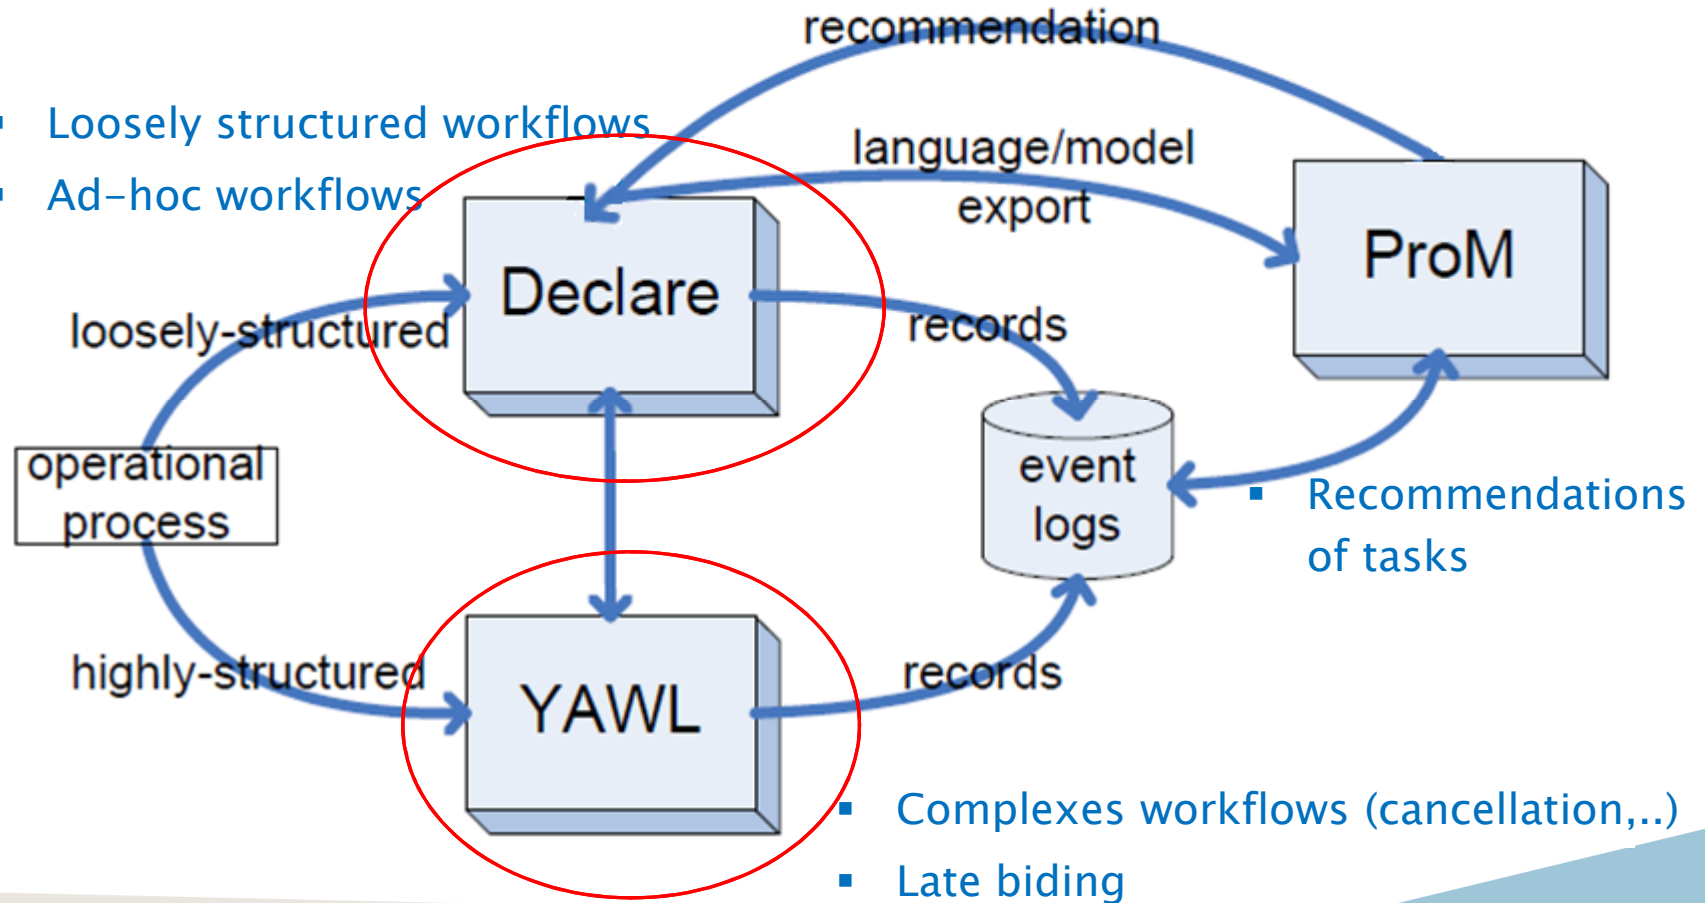 recommendation
▪ Loosely structured workflows
▪ Ad-hoc workflows
language/model
export
ProM
Declare
loosely-structured
records
operational
process
event
logs
▪ Recommendations
of tasks
highly-structured
YAWL
records
▪ Complexes workflows (cancellation,..)
▪ Late biding